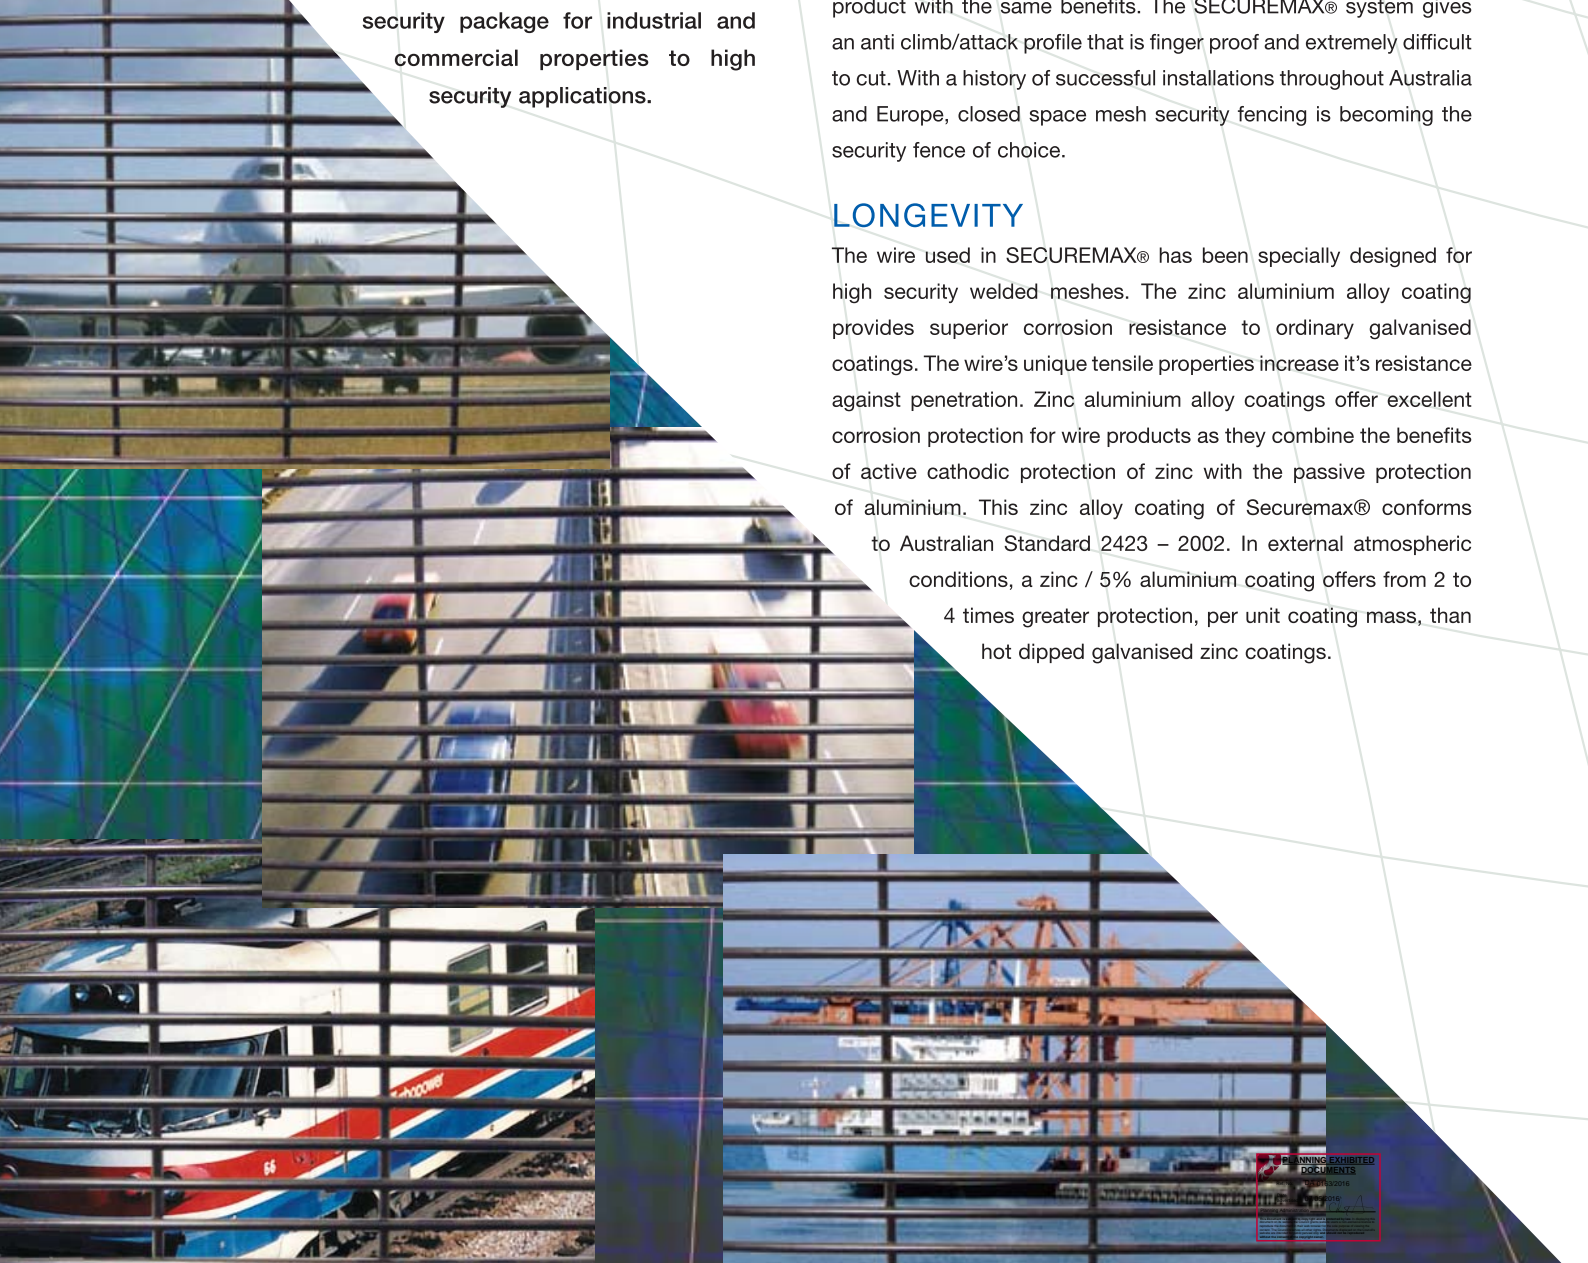 security package for industrial and
commercial properties to high
security applications.
product with the same benefits. The SECUREMAX® system gives
an anti climb/attack profile that is finger proof and extremely difficult
to cut. With a history of successful installations throughout Australia
and Europe, closed space mesh security fencing is becoming the
security fence of choice.
LONGEVITY
The wire used in SECUREMAX® has been specially designed for
high security welded meshes. The zinc aluminium alloy coating
provides superior corrosion resistance to ordinary galvanised
coatings. The wire’s unique tensile properties increase it’s resistance
against penetration. Zinc aluminium alloy coatings offer excellent
corrosion protection for wire products as they combine the benefits
of active cathodic protection of zinc with the passive protection
of aluminium. This zinc alloy coating of Securemax® conforms
to Australian Standard 2423 – 2002. In external atmospheric
conditions, a zinc / 5% aluminium coating offers from 2 to
4 times greater protection, per unit coating mass, than
hot dipped galvanised zinc coatings.
66
PLANNING EXHIBITED
DOCUMENTS